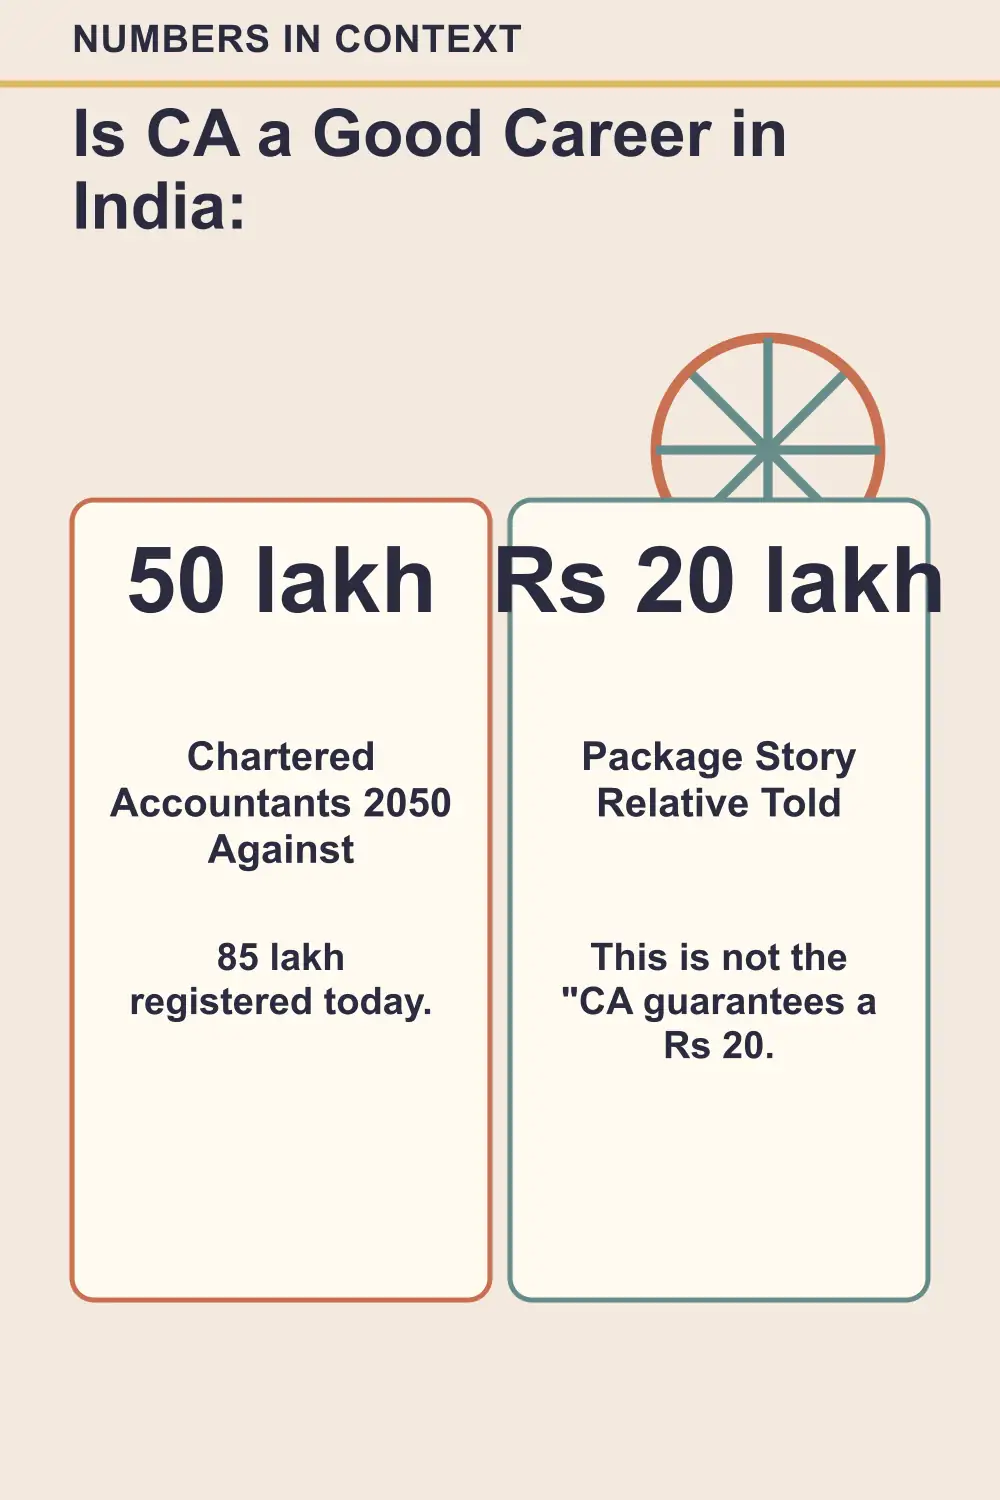 NUMBERS IN CONTEXT
Is CA a Good Career in
India:
50 lakh
Chartered
Accountants 2050
Against
85 lakh
registered today.
Rs 20 lakh
Package Story
Relative Told
This is not the
"CA guarantees a
Rs 20.